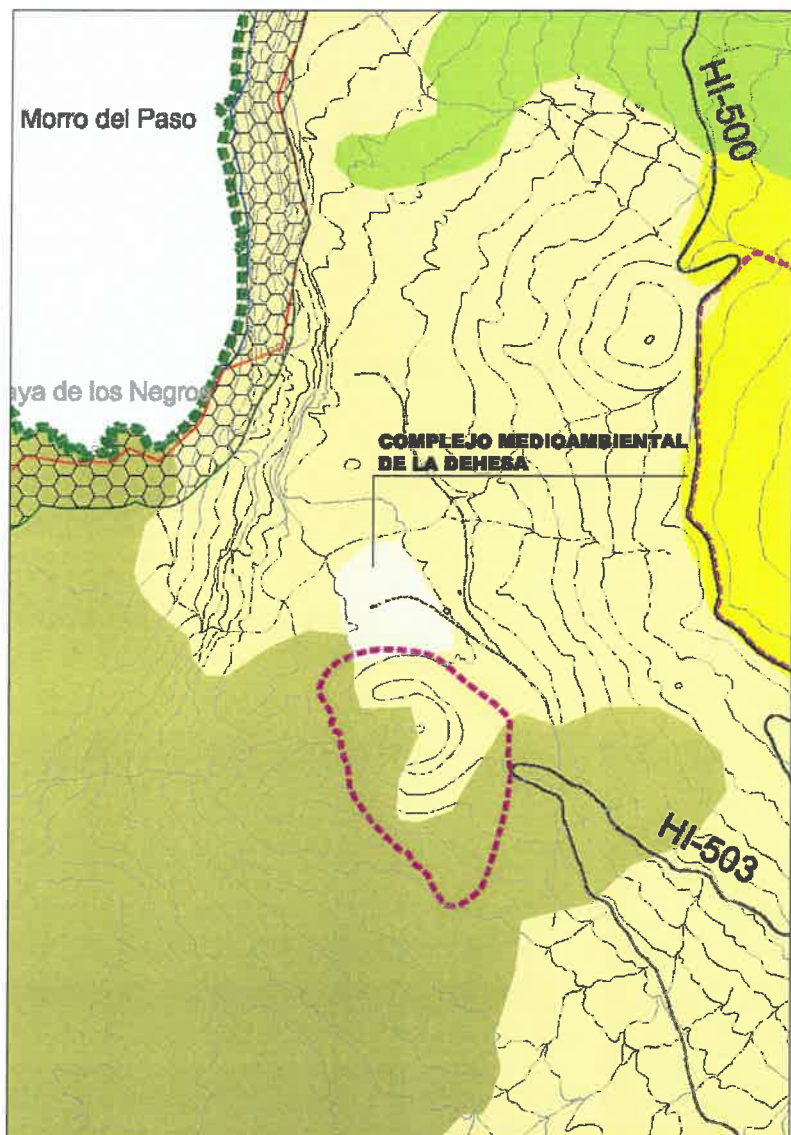 HI-500
Morro del Paso
aya de los Negros
COMPLEJO MEDIOAMBIENTAL
DE LA DEHESA
HI-503